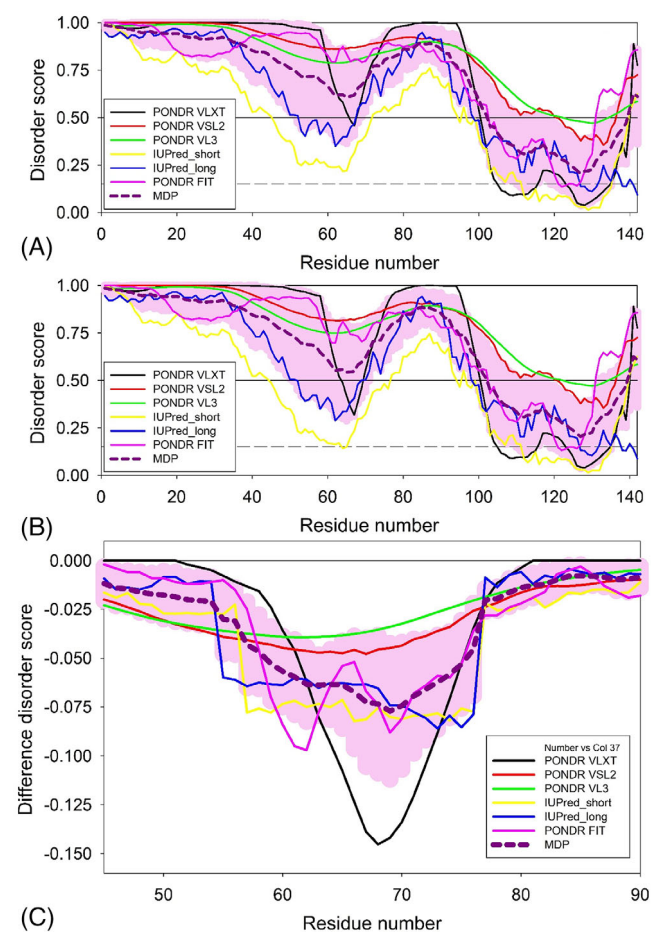 1.00
0.75
0.50
0.25
0.00
Disorder score
PONDR VLXT
PONDR VSL2
PONDR VL3
IUPred_short
IUPred_long
PONDR FIT
MDP
0 20 40 60 80 100 120 140
(A)
Residue number
1.00
0.75
0.50
0.25
0.00
Disorder score
PONDR VLXT
PONDR VSL2
PONDR VL3
IUPred_short
IUPred_long
PONDR FIT
MDP
0 20 40 60 80 100 120 140
(B)
Residue number
0.000
-0.025
-0.050
-0.075
-0.100
-0.125
-0.150
Difference disorder score
Number vs Col 37
PONDR VLXT
PONDR VSL2
PONDR VL3
IUPred_short
IUPred_long
PONDR FIT
MDP
50 60 70 80 90
(C)
Residue number